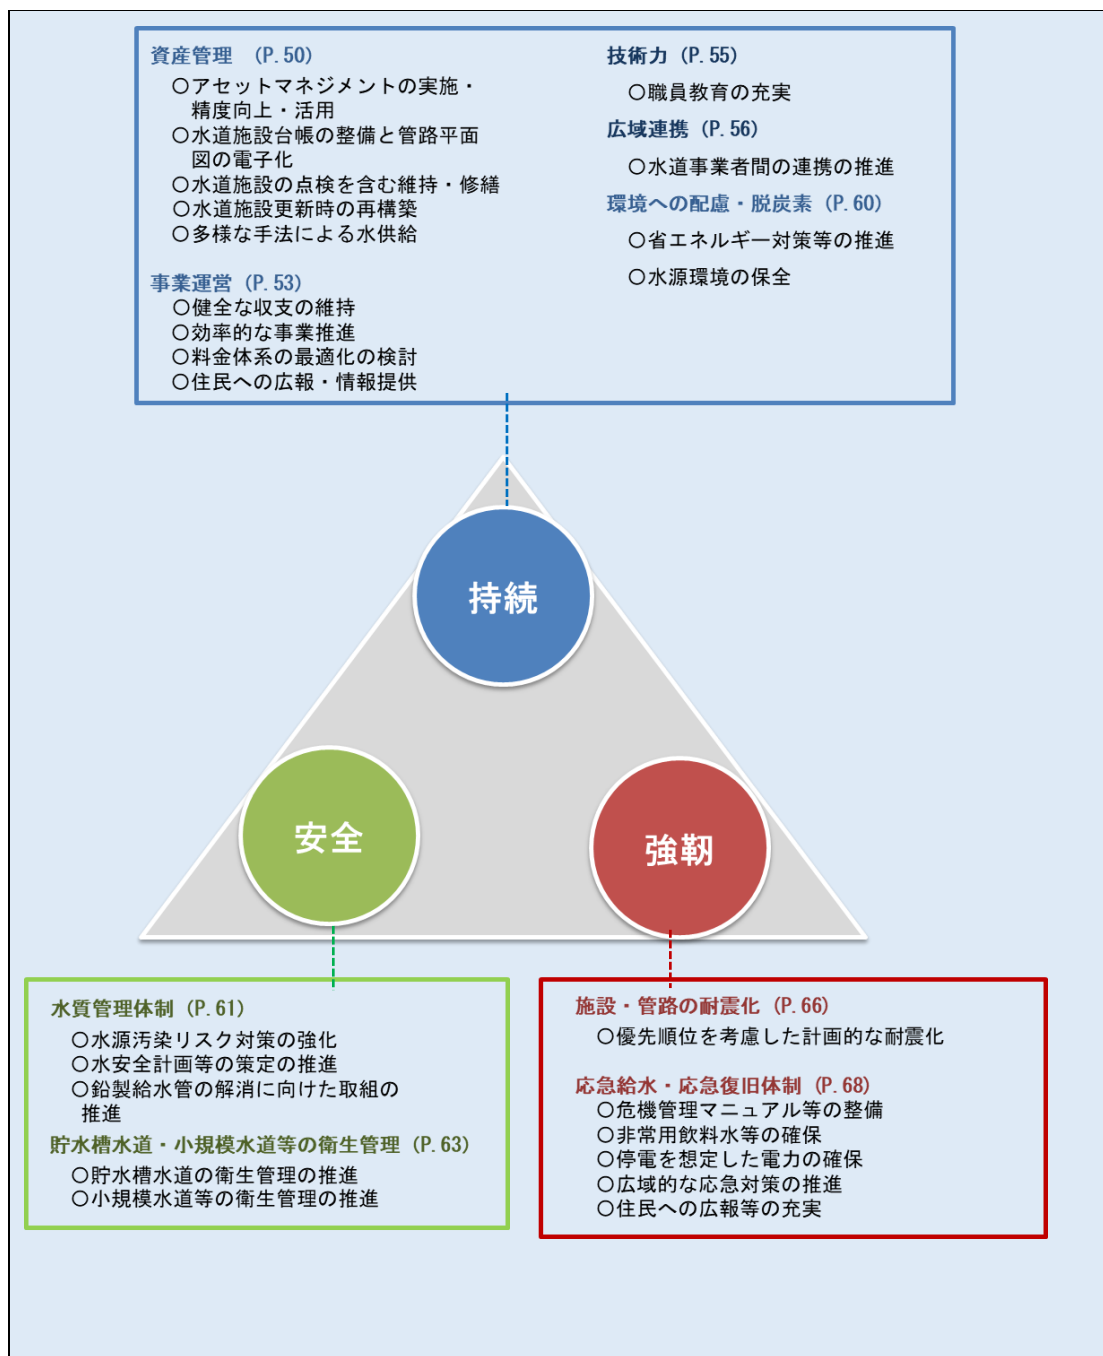 資産管理 (P. 50)
○アセットマネジメントの実施・
精度向上・活用
○水道施設台帳の整備と管路平面
図の電子化
○水道施設の点検を含む維持・修繕
○水道施設更新時の再構築
○多様な手法による水供給
事業運営 (P. 53)
○健全な収支の維持
○効率的な事業推進
○料金体系の最適化の検討
○住民への広報・情報提供
技術力 (P. 55)
○職員教育の充実
広域連携 (P. 56)
○水道事業者間の連携の推進
環境への配慮・脱炭素 (P. 60)
○省エネルギー対策等の推進
○水源環境の保全
持続
安全
強靭
水質管理体制 (P. 61)
○水源汚染リスク対策の強化
○水安全計画等の策定の推進
○鉛製給水管の解消に向けた取組の
推進
貯水槽水道・小規模水道等の衛生管理 (P. 63)
○貯水槽水道の衛生管理の推進
○小規模水道等の衛生管理の推進
施設・管路の耐震化 (P. 66)
○優先順位を考慮した計画的な耐震化
応急給水・応急復旧体制 (P. 68)
○危機管理マニュアル等の整備
○非常用飲料水等の確保
○停電を想定した電力の確保
○広域的な応急対策の推進
○住民への広報等の充実